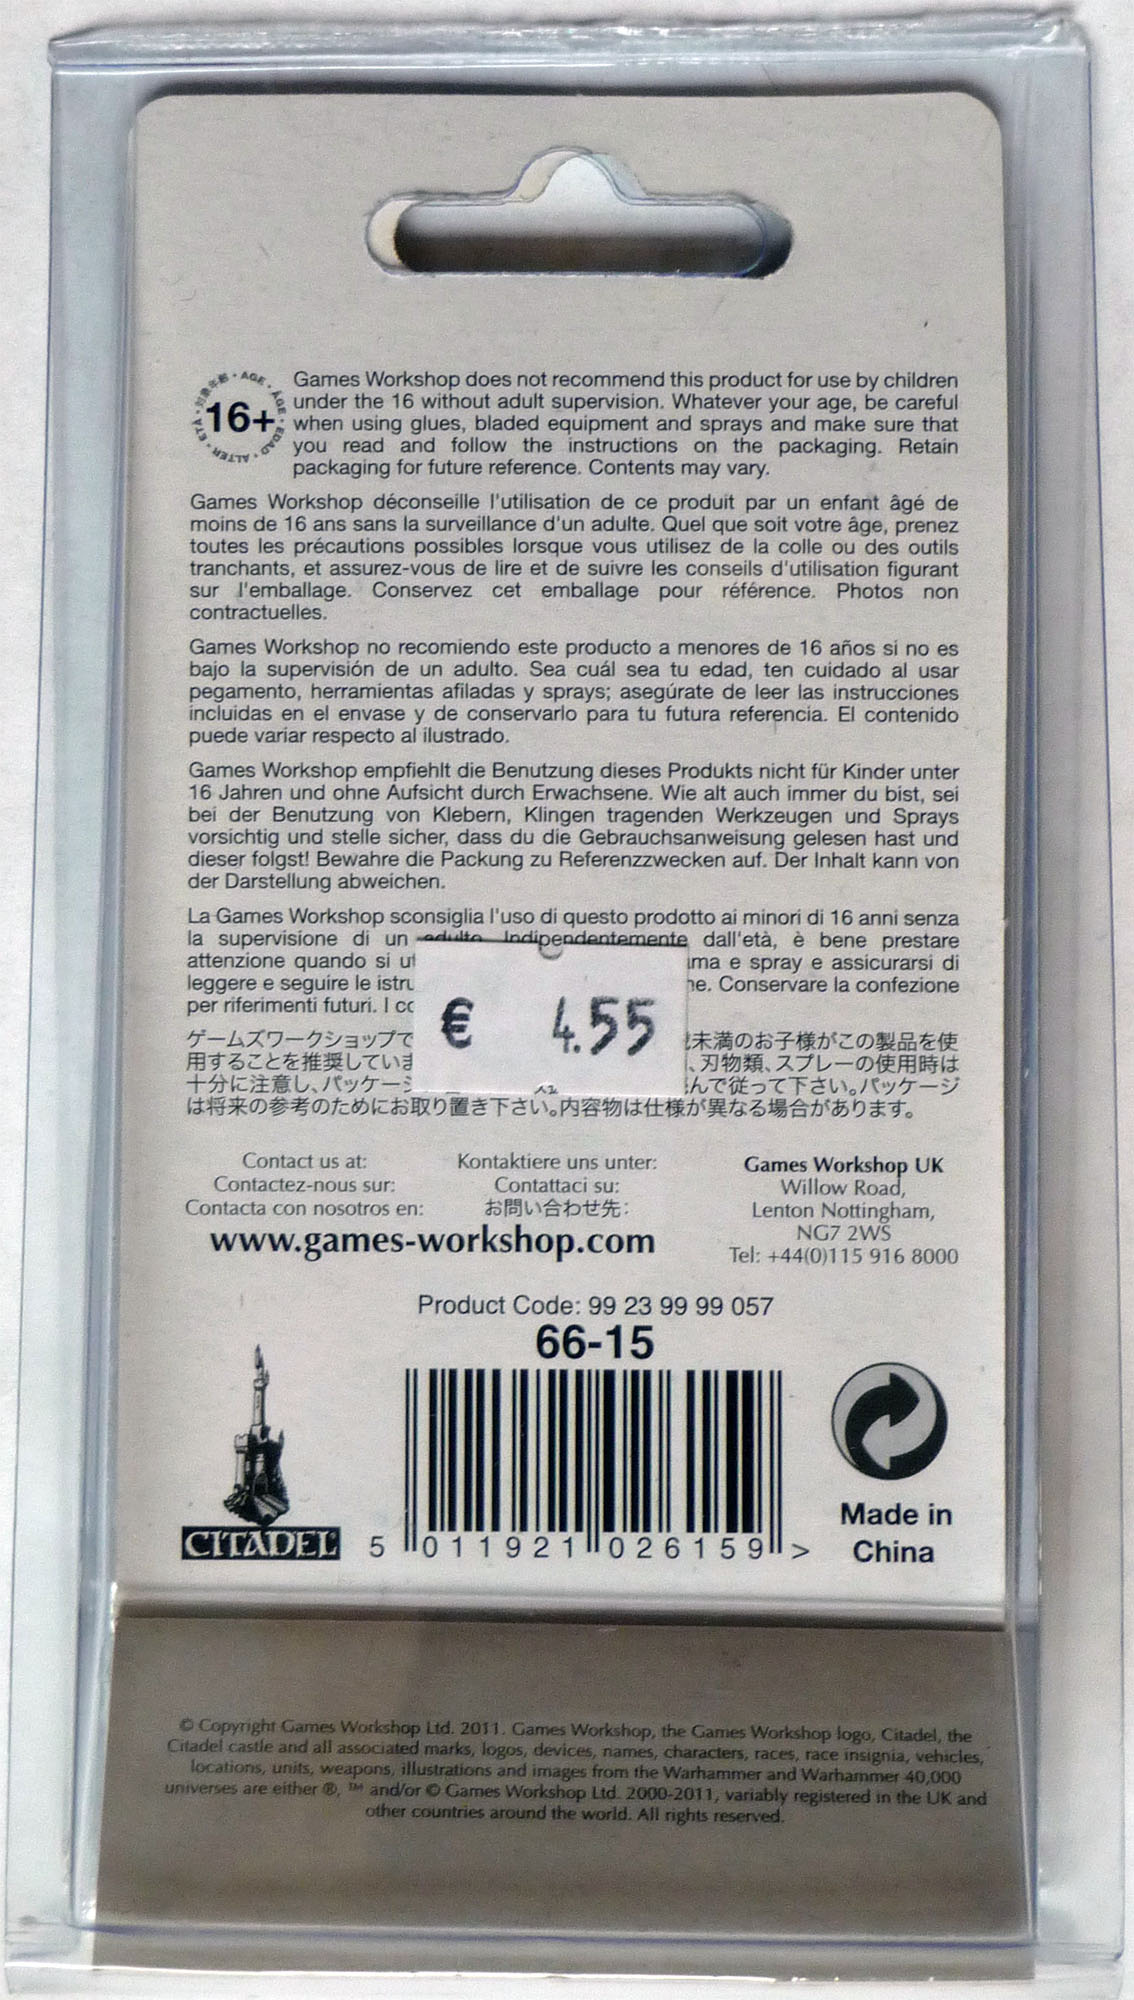 対象年齢 · AGE · ÂGE · EDAD · ALTER · ETÀ ·
16+
Games Workshop does not recommend this product for use by children
under the 16 without adult supervision. Whatever your age, be careful
when using glues, bladed equipment and sprays and make sure that
you read and follow the instructions on the packaging. Retain
packaging for future reference. Contents may vary.
Games Workshop déconseille l'utilisation de ce produit par un enfant âgé de
moins de 16 ans sans la surveillance d'un adulte. Quel que soit votre âge, prenez
toutes les précautions possibles lorsque vous utilisez de la colle ou des outils
tranchants, et assurez-vous de lire et de suivre les conseils d'utilisation figurant
sur l'emballage. Conservez cet emballage pour référence. Photos non
contractuelles.
Games Workshop no recomiendo este producto a menores de 16 años si no es
bajo la supervisión de un adulto. Sea cuál sea tu edad, ten cuidado al usar
pegamento, herramientas afiladas y sprays; asegúrate de leer las instrucciones
incluidas en el envase y de conservarlo para tu futura referencia. El contenido
puede variar respecto al ilustrado.
Games Workshop empfiehlt die Benutzung dieses Produkts nicht für Kinder unter
16 Jahren und ohne Aufsicht durch Erwachsene. Wie alt auch immer du bist, sei
bei der Benutzung von Klebern, Klingen tragenden Werkzeugen und Sprays
vorsichtig und stelle sicher, dass du die Gebrauchsanweisung gelesen hast und
dieser folgst! Bewahre die Packung zu Referenzzwecken auf. Der Inhalt kann von
der Darstellung abweichen.
La Games Workshop sconsiglia l'uso di questo prodotto ai minori di 16 anni senza
la supervisione di un adulto. Indipendentemente dall'età, è bene prestare
attenzione quando si ma e spray e assicurarsi di
leggere e seguire le ne. Conservare la confezione
per riferimenti futuri. I
€ 4.55
ゲームズワークショップで 未満のお子様がこの製品を使
用することを推奨していま 、刃物類、スプレーの使用時は
十分に注意し、パッケージ んで従って下さい。パッケージ
は将来の参考のためにお取り置き下さい。内容物は仕様が異なる場合があります。
Contact us at:
Contactez-nous sur:
Contacta con nosotros en:
Kontaktiere uns unter:
Contattaci su:
お問い合わせ先:
www.games-workshop.com
Games Workshop UK
Willow Road,
Lenton Nottingham,
NG7 2WS
Tel: +44(0)115 916 8000
Product Code: 99 23 99 99 057
66-15
CITADEL
5 011921 026159 >
Made in
China
© Copyright Games Workshop Ltd. 2011. Games Workshop, the Games Workshop logo, Citadel, the
Citadel castle and all associated marks, logos, devices, names, characters, races, race insignia, vehicles,
locations, units, weapons, illustrations and images from the Warhammer and Warhammer 40,000
universes are either ®, ™ and/or © Games Workshop Ltd. 2000-2011, variably registered in the UK and
other countries around the world. All rights reserved.